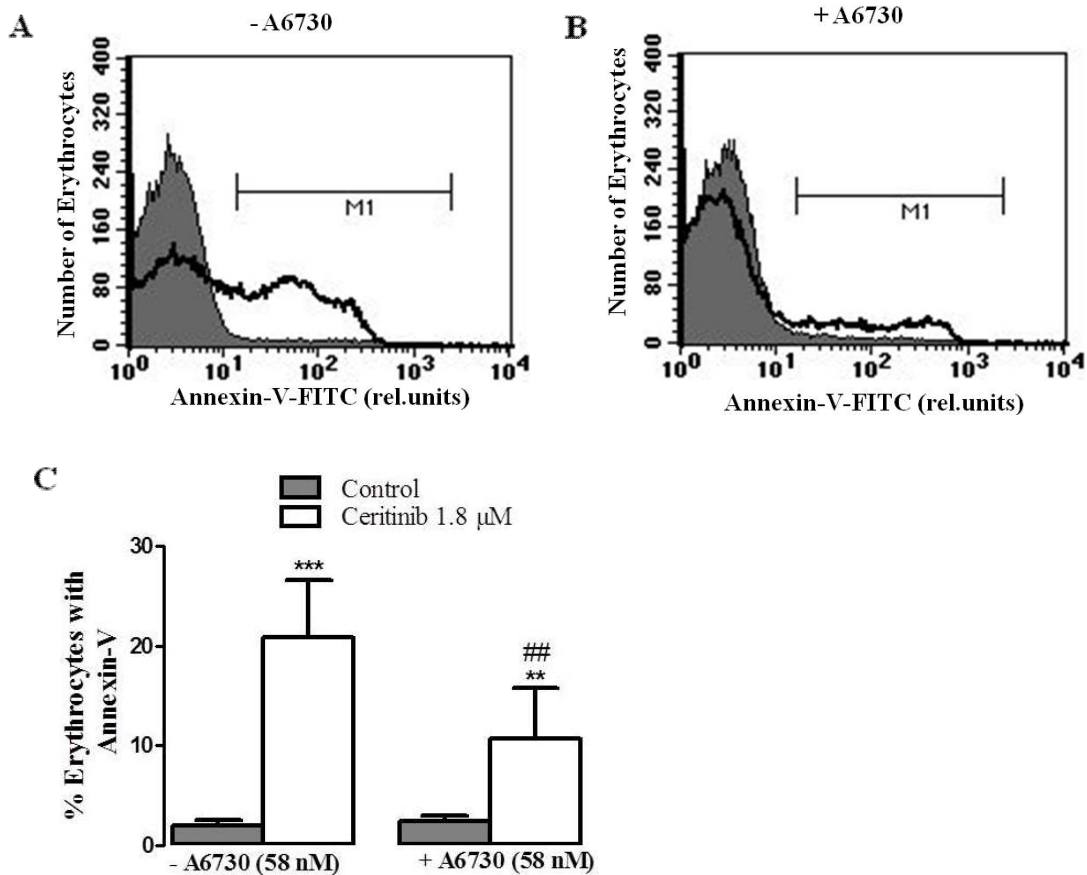 A
- A6730
Number of Erythrocytes
400
320
240
160
80
0
M1
10^0 10^1 10^2 10^3 10^4
Annexin-V-FITC (rel.units)
B
+ A6730
Number of Erythrocytes
400
320
240
160
80
0
M1
10^0 10^1 10^2 10^3 10^4
Annexin-V-FITC (rel.units)
C
Control
Ceritinib 1.8 μM
% Erythrocytes with
Annexin-V
30
20
10
0
***
##
**
- A6730 (58 nM)
+ A6730 (58 nM)